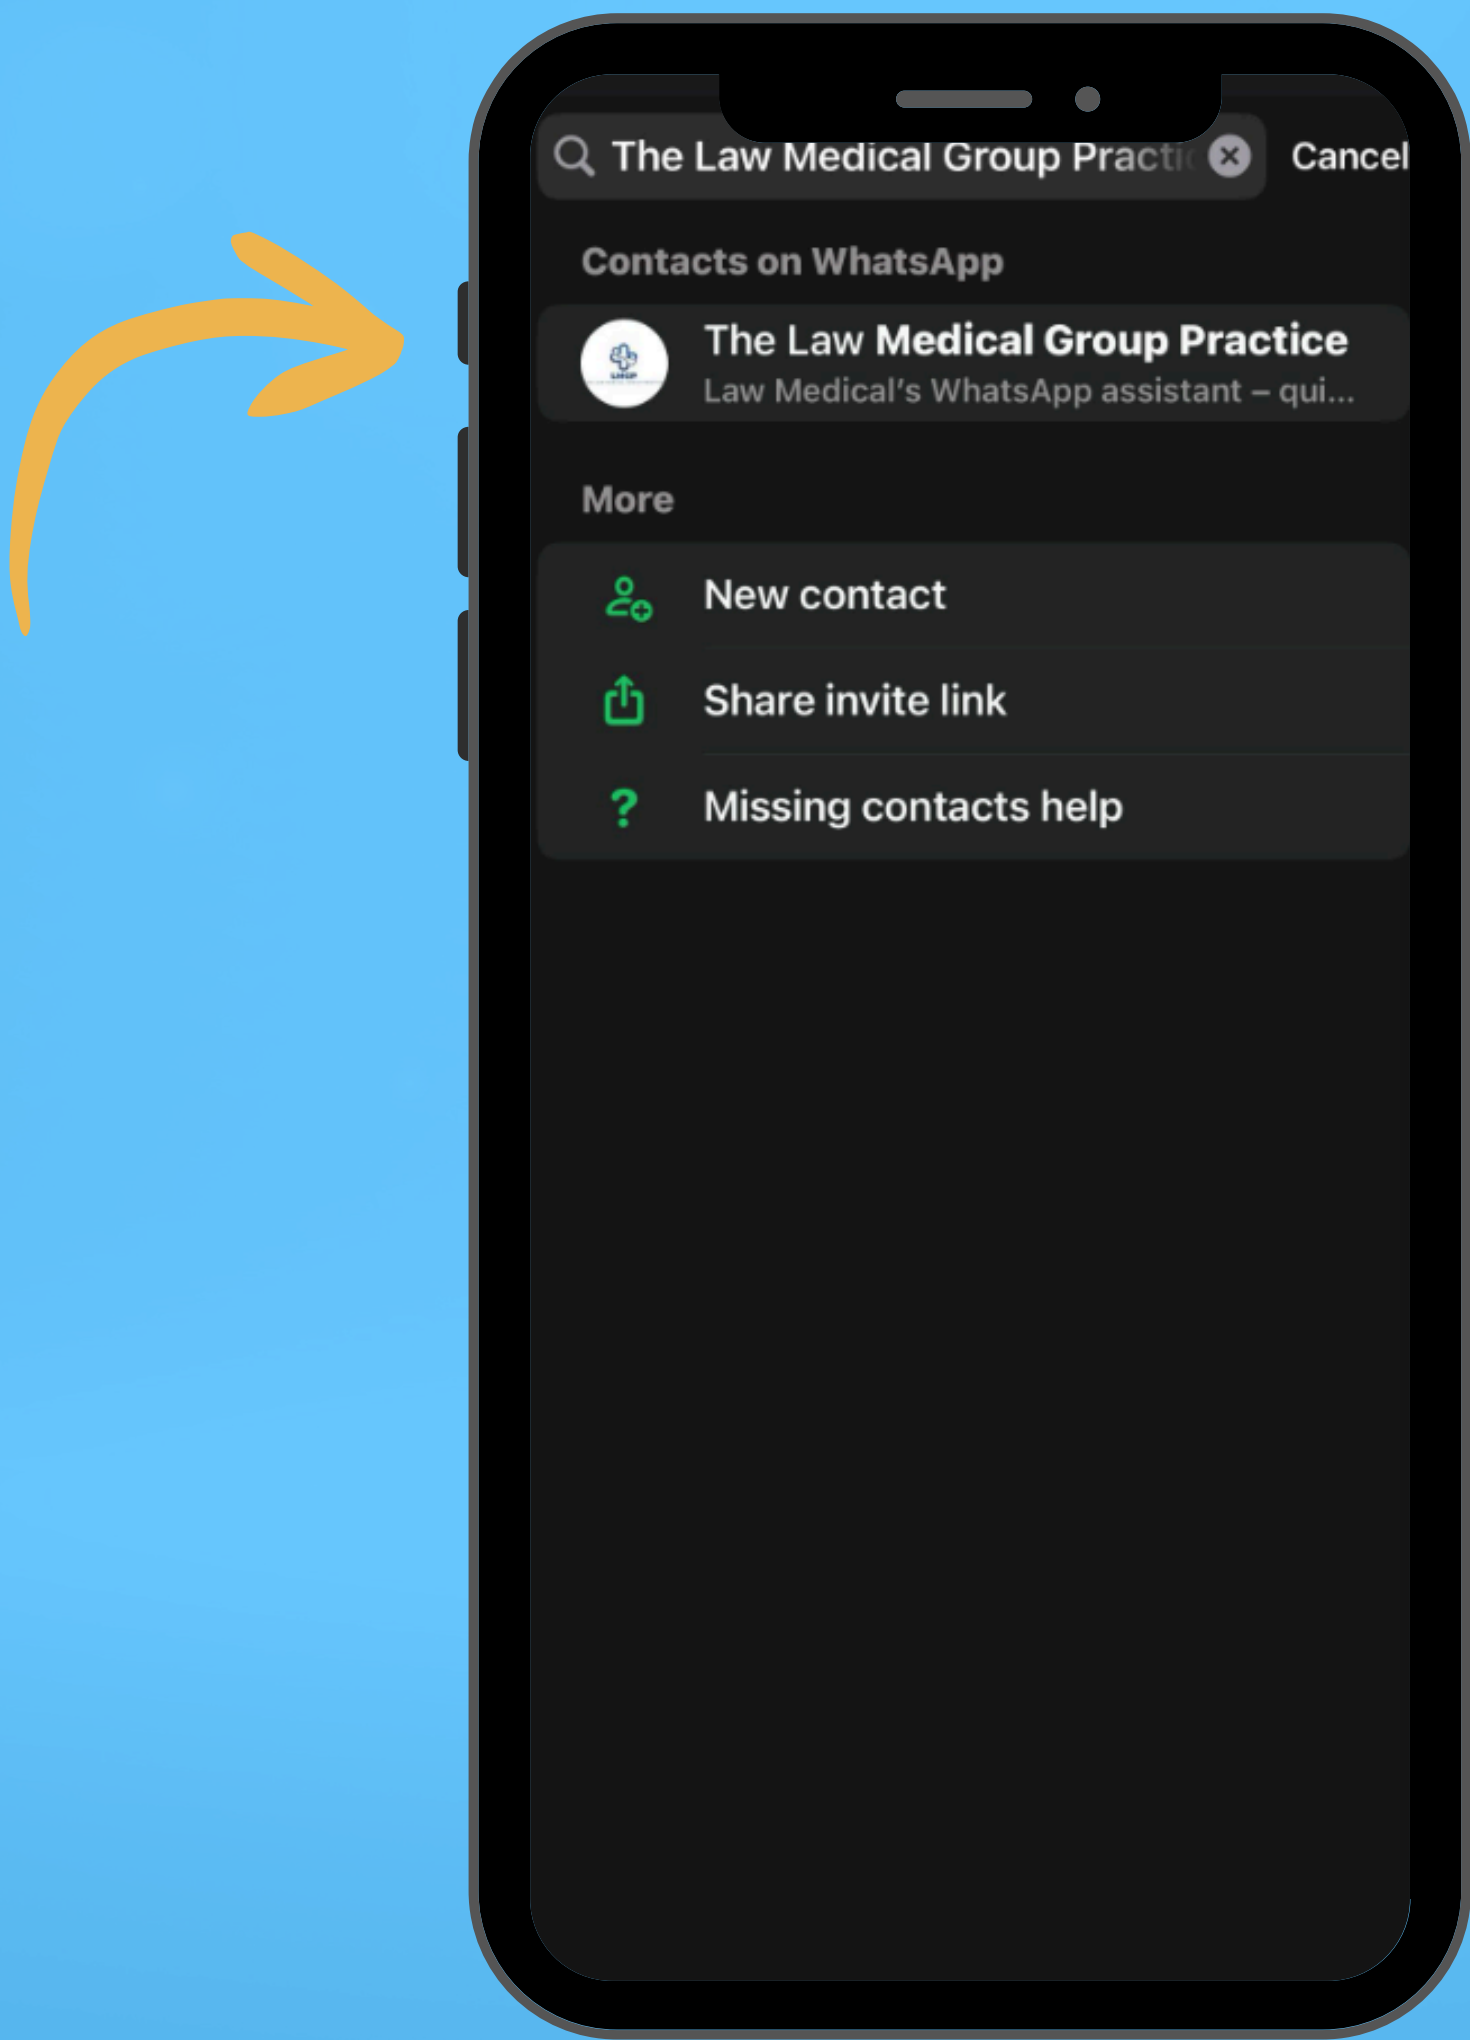 The Law Medical Group Practi
Cancel
Contacts on WhatsApp
The Law Medical Group Practice
Law Medical’s WhatsApp assistant – qui...
More
New contact
Share invite link
Missing contacts help